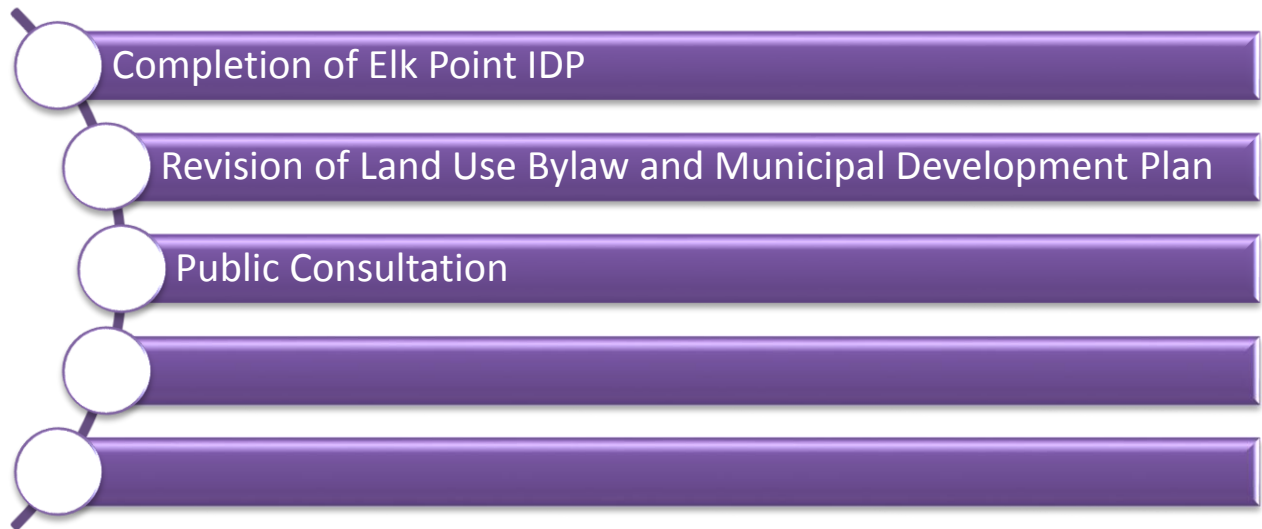 Completion of Elk Point IDP
Revision of Land Use Bylaw and Municipal Development Plan
Public Consultation